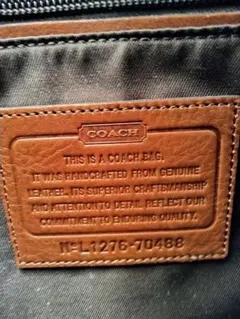 COACH
THIS IS A COACH BAG.
IT WAS HANDCRAFTED FROM GENUINE
LEATHER. ITS SUPERIOR CRAFTSMANSHIP
AND ATTENTION TO DETAIL REFLECT OUR
COMMITMENT TO ENDURING QUALITY.
Nº L1276-70488